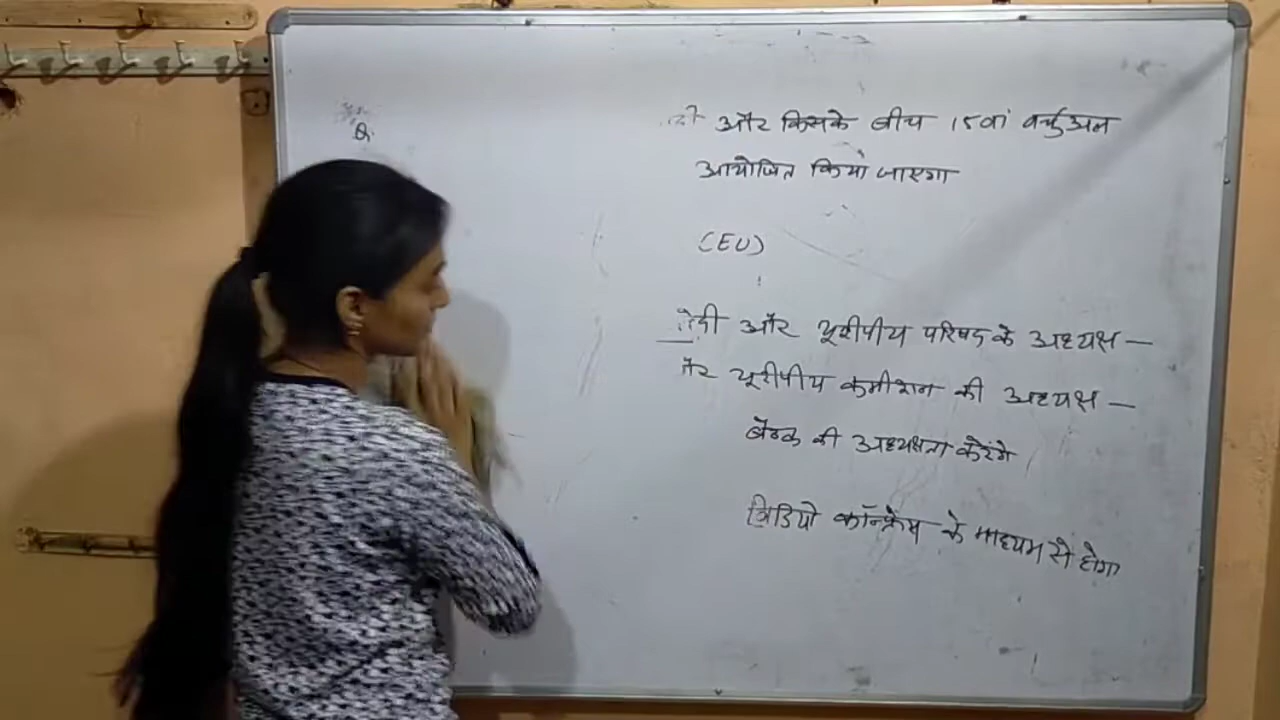 Q.
और किसके बीच 15वां वर्चुअल
आयोजित किया जाएगा
(EU)
और यूरोपीय परिषद के अध्यक्ष —
यूरोपीय कमीशन की अध्यक्ष —
बैठक की अध्यक्षता करेंगे
विडियो कॉन्फ्रेंस के माध्यम से होगा